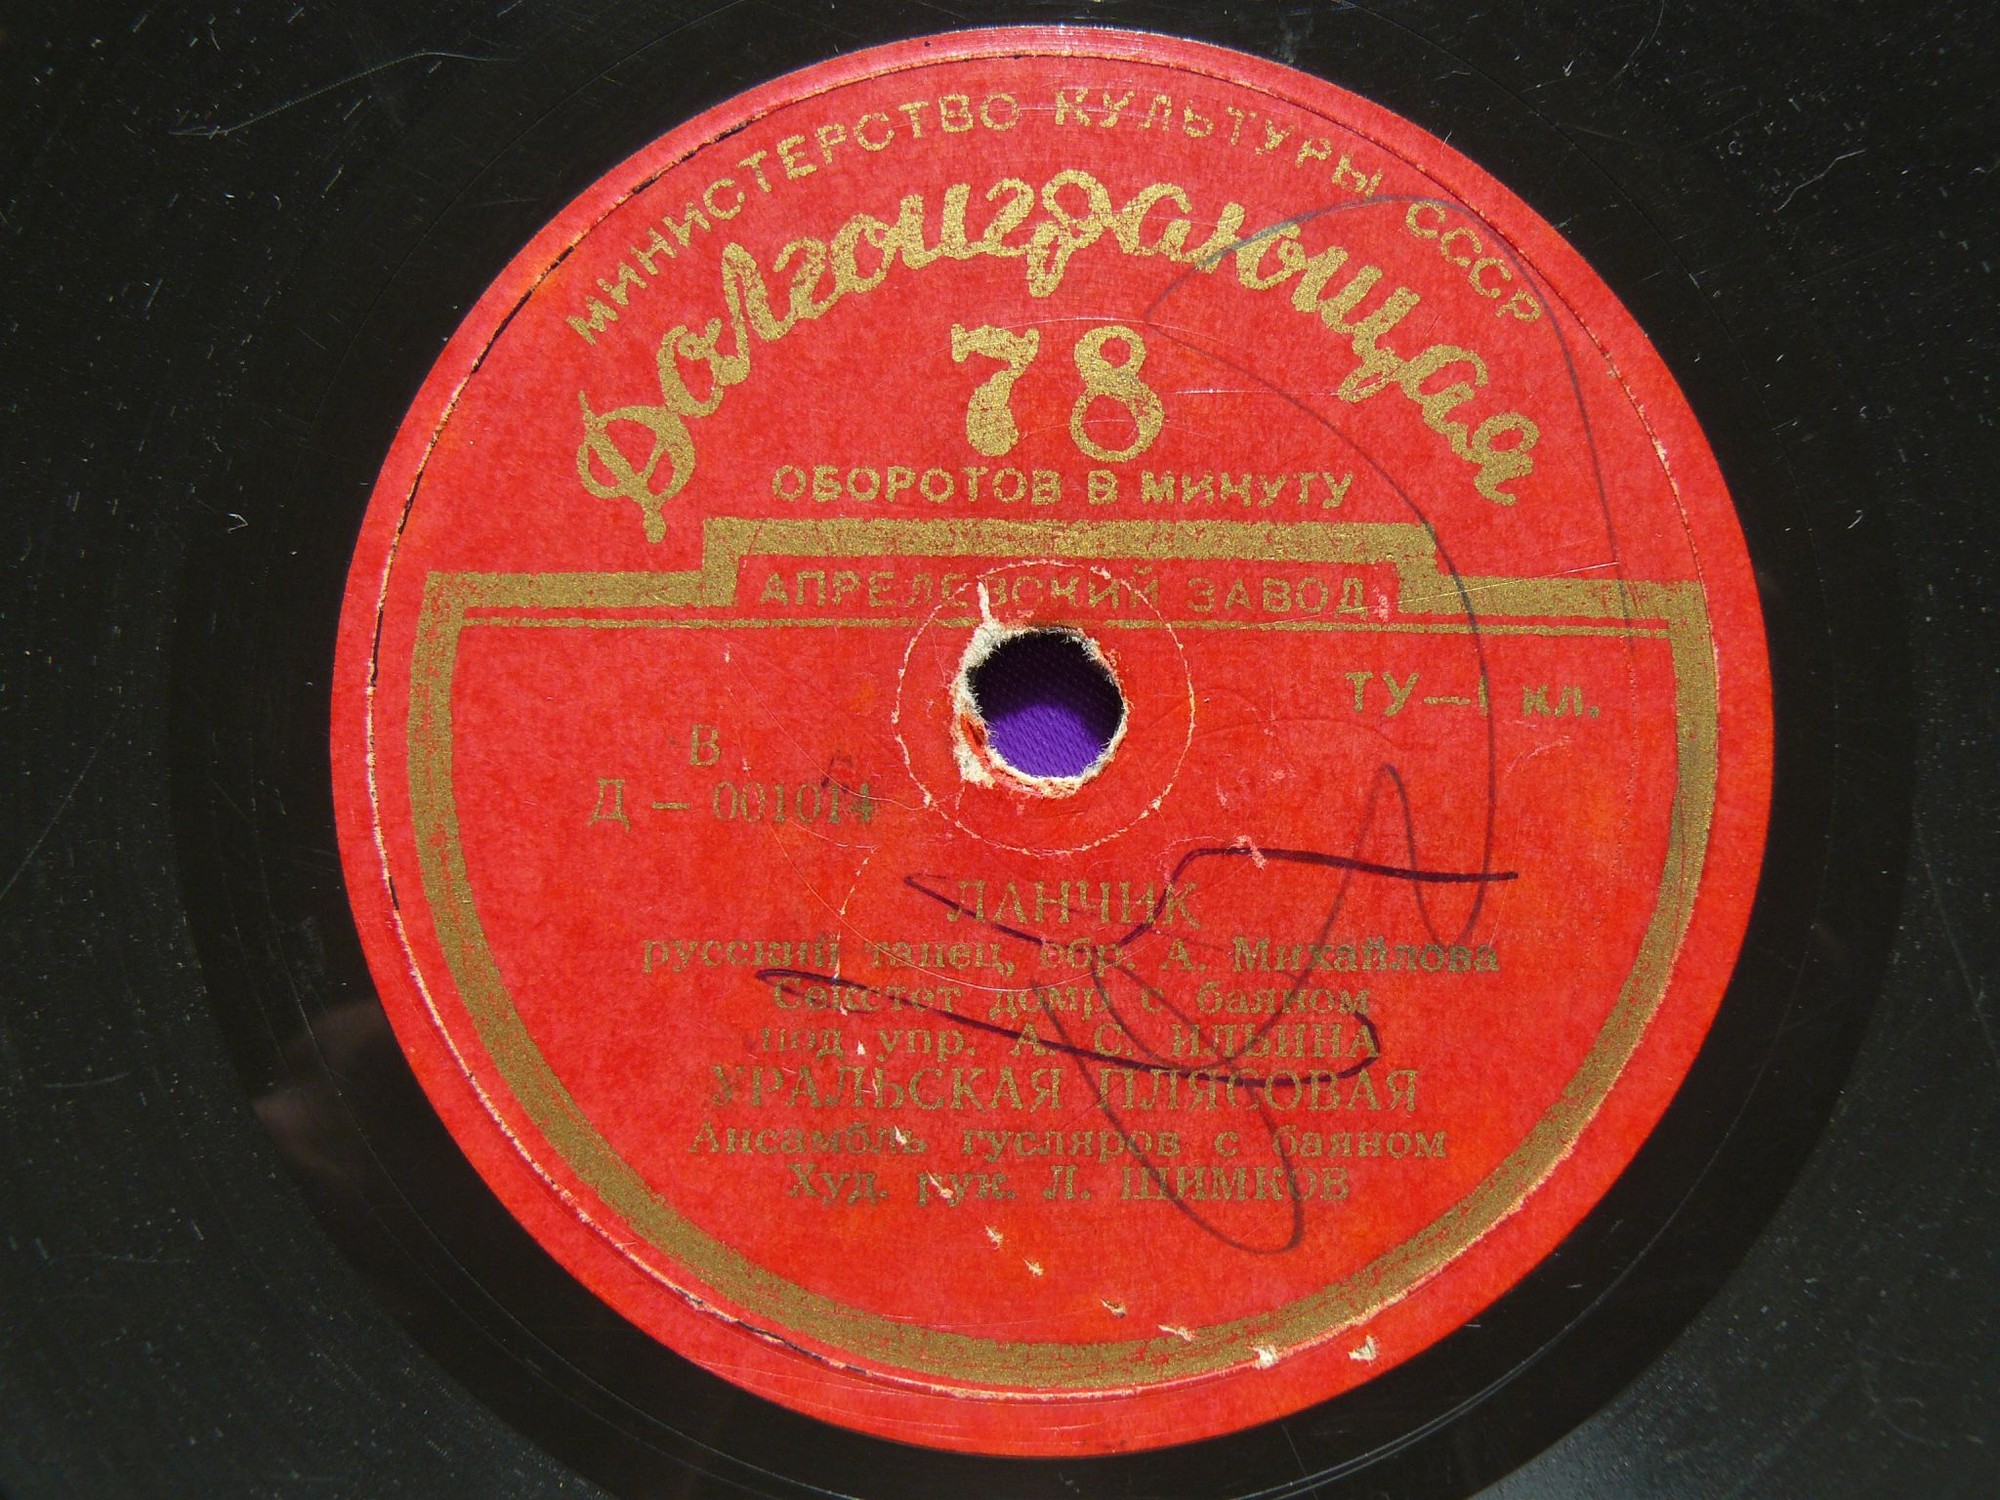 МИНИСТЕРСТВО КУЛЬТУРЫ СССР
Долгоиграющая
78
ОБОРОТОВ В МИНУТУ
АПРЕЛЕВСКИЙ ЗАВОД
ТУ—1 кл.
В
Д — 001014
ЛАНЧИК
русский танец, обр. А. Михайлова
Секстет домр с баяном
под упр. А. С. ИЛЬИНА
УРАЛЬСКАЯ ПЛЯСОВАЯ
Ансамбль гусляров с баяном
Худ. рук. Л. ШИМКОВ